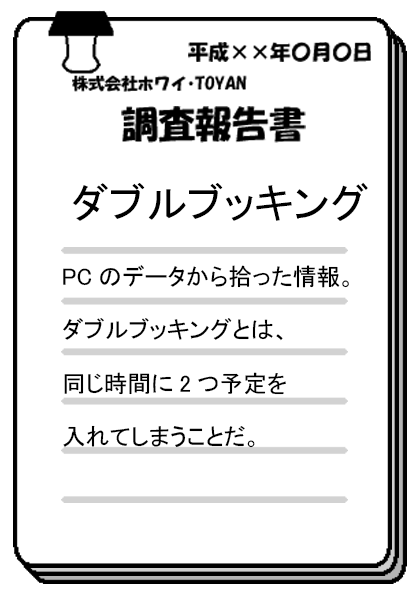 平成××年〇月〇日
株式会社ホワイ・TOYAN
調査報告書
ダブルブッキング
PCのデータから拾った情報。
ダブルブッキングとは、
同じ時間に2つ予定を
入れてしまうことだ。